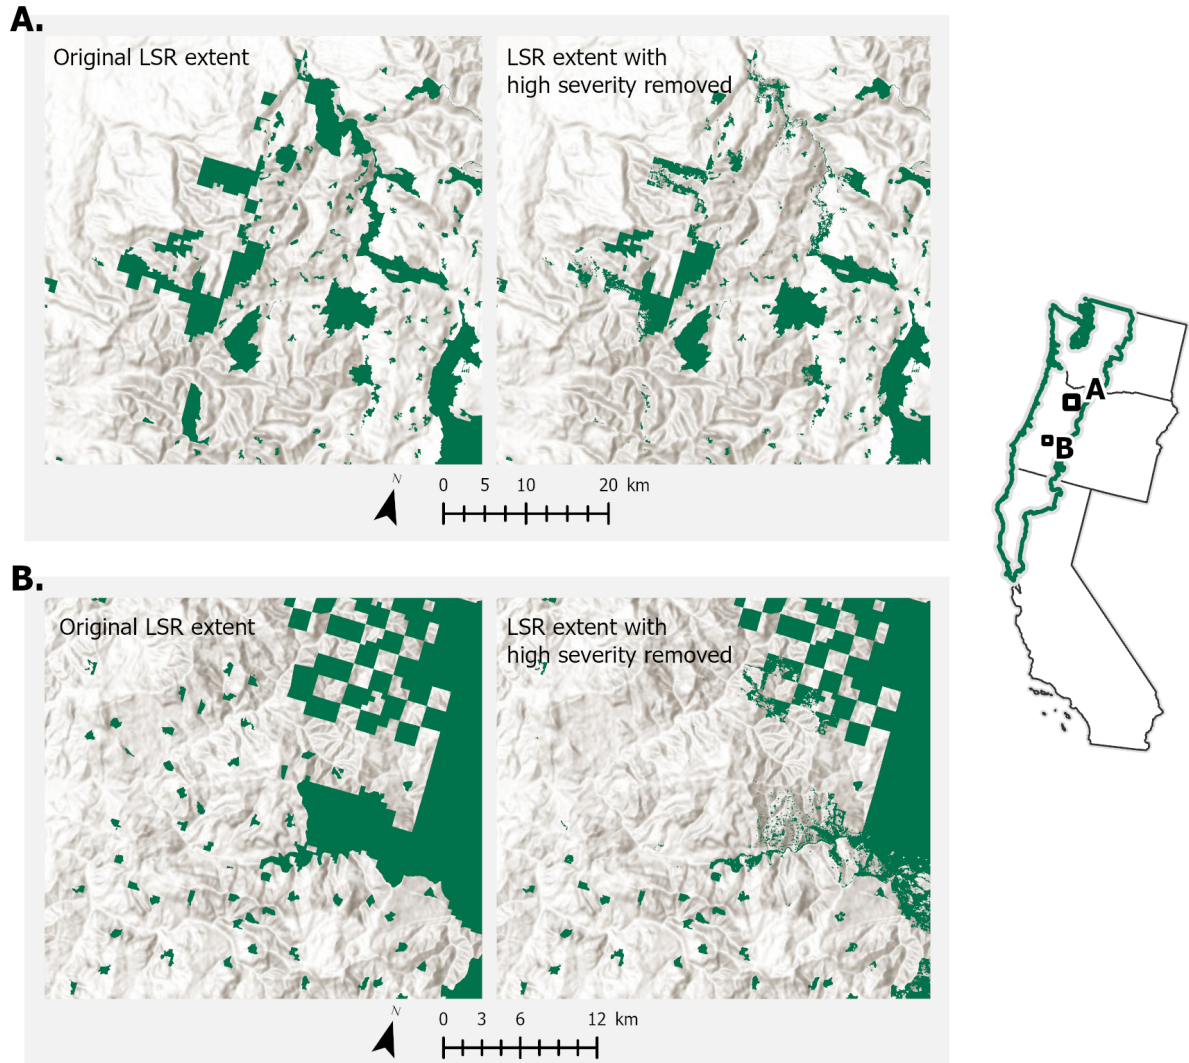 A.
Original LSR extent
LSR extent with
high severity removed
N
0 5 10 20 km
B.
Original LSR extent
LSR extent with
high severity removed
N
0 3 6 12 km
A
B